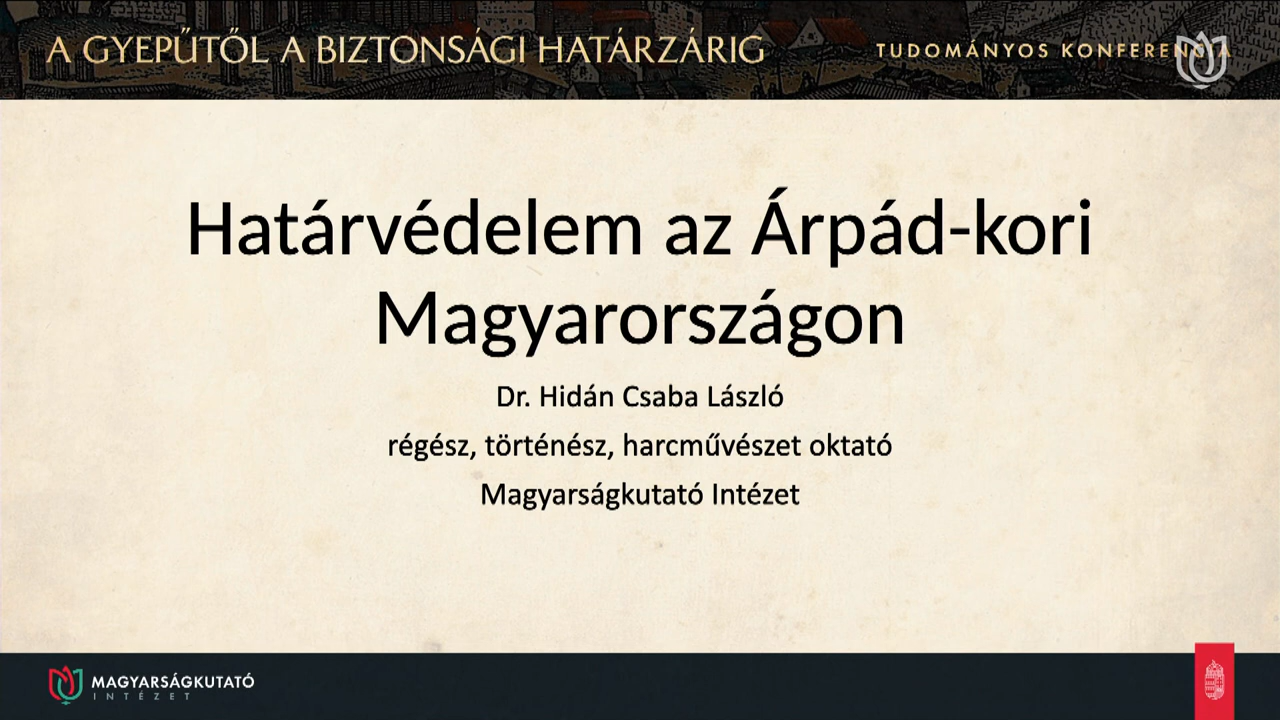 A GYEPŰTŐL A BIZTONSÁGI HATÁRZÁRIG
TUDOMÁNYOS KONFERENCIA
Határvédelem az Árpád-kori
Magyarországon
Dr. Hidán Csaba László
régész, történész, harcművészet oktató
Magyarságkutató Intézet
MAGYARSÁGKUTATÓ
INTÉZET